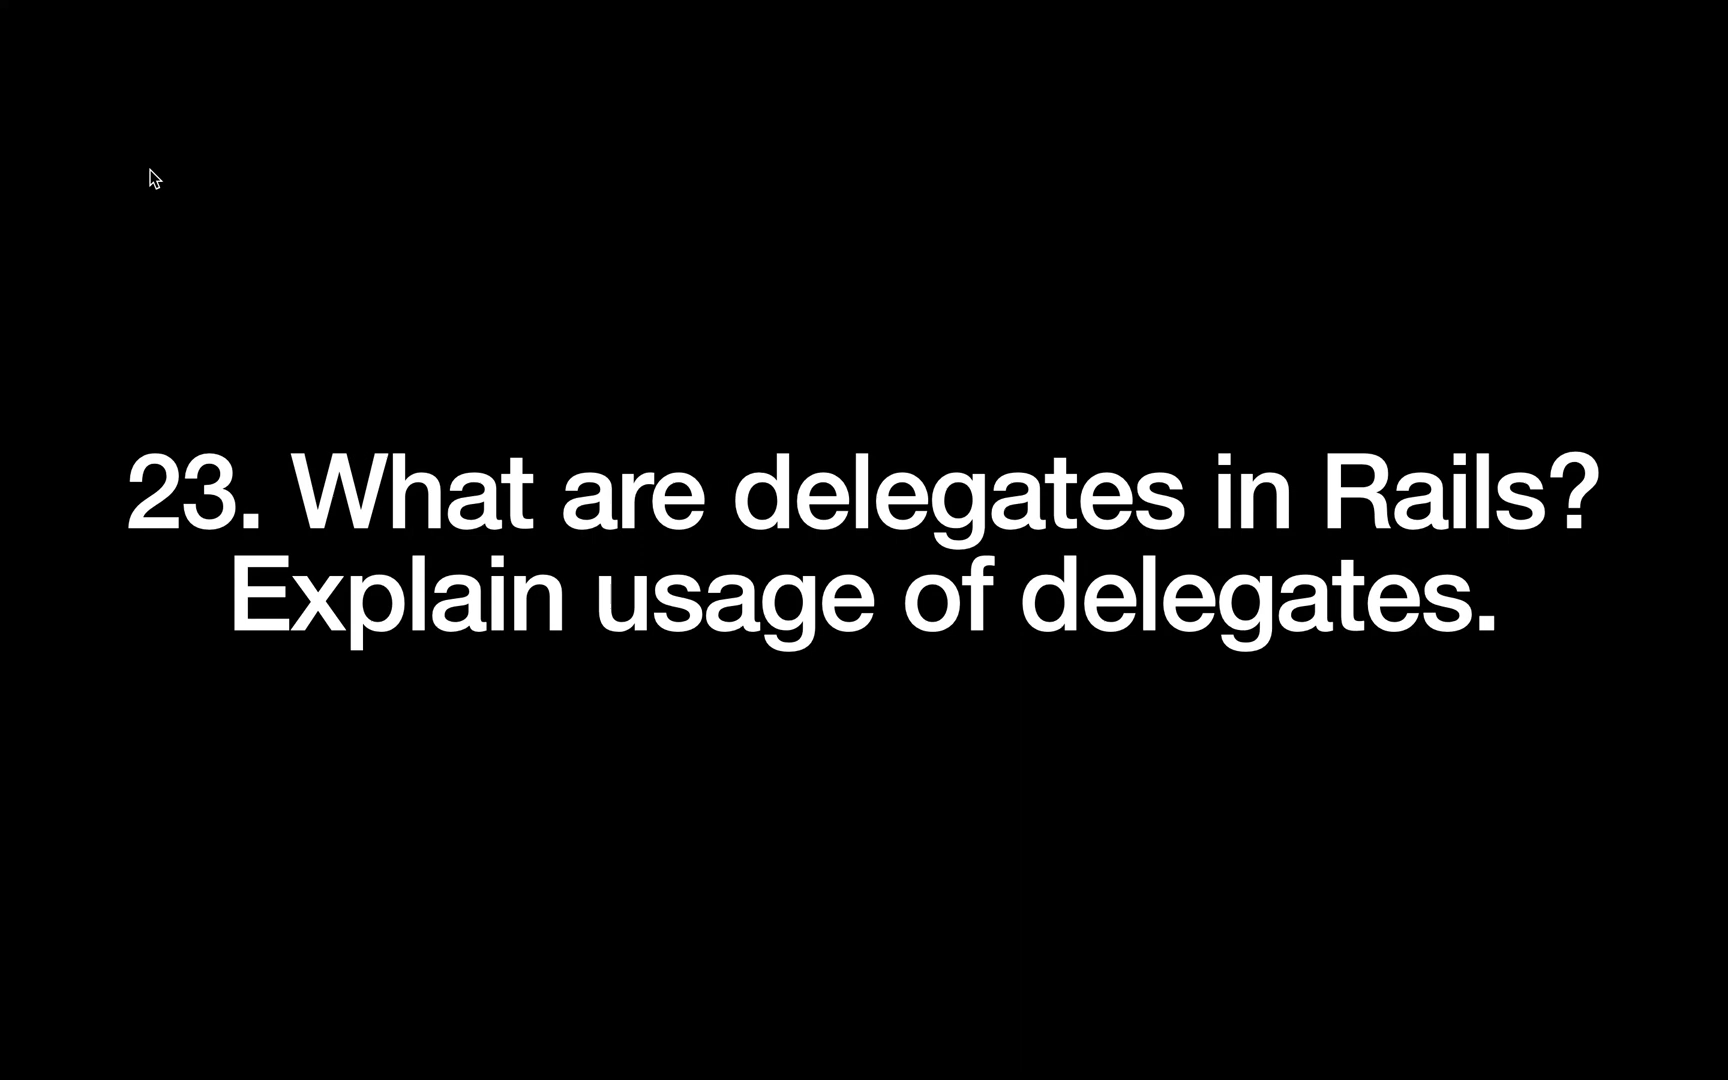 23. What are delegates in Rails?
Explain usage of delegates.